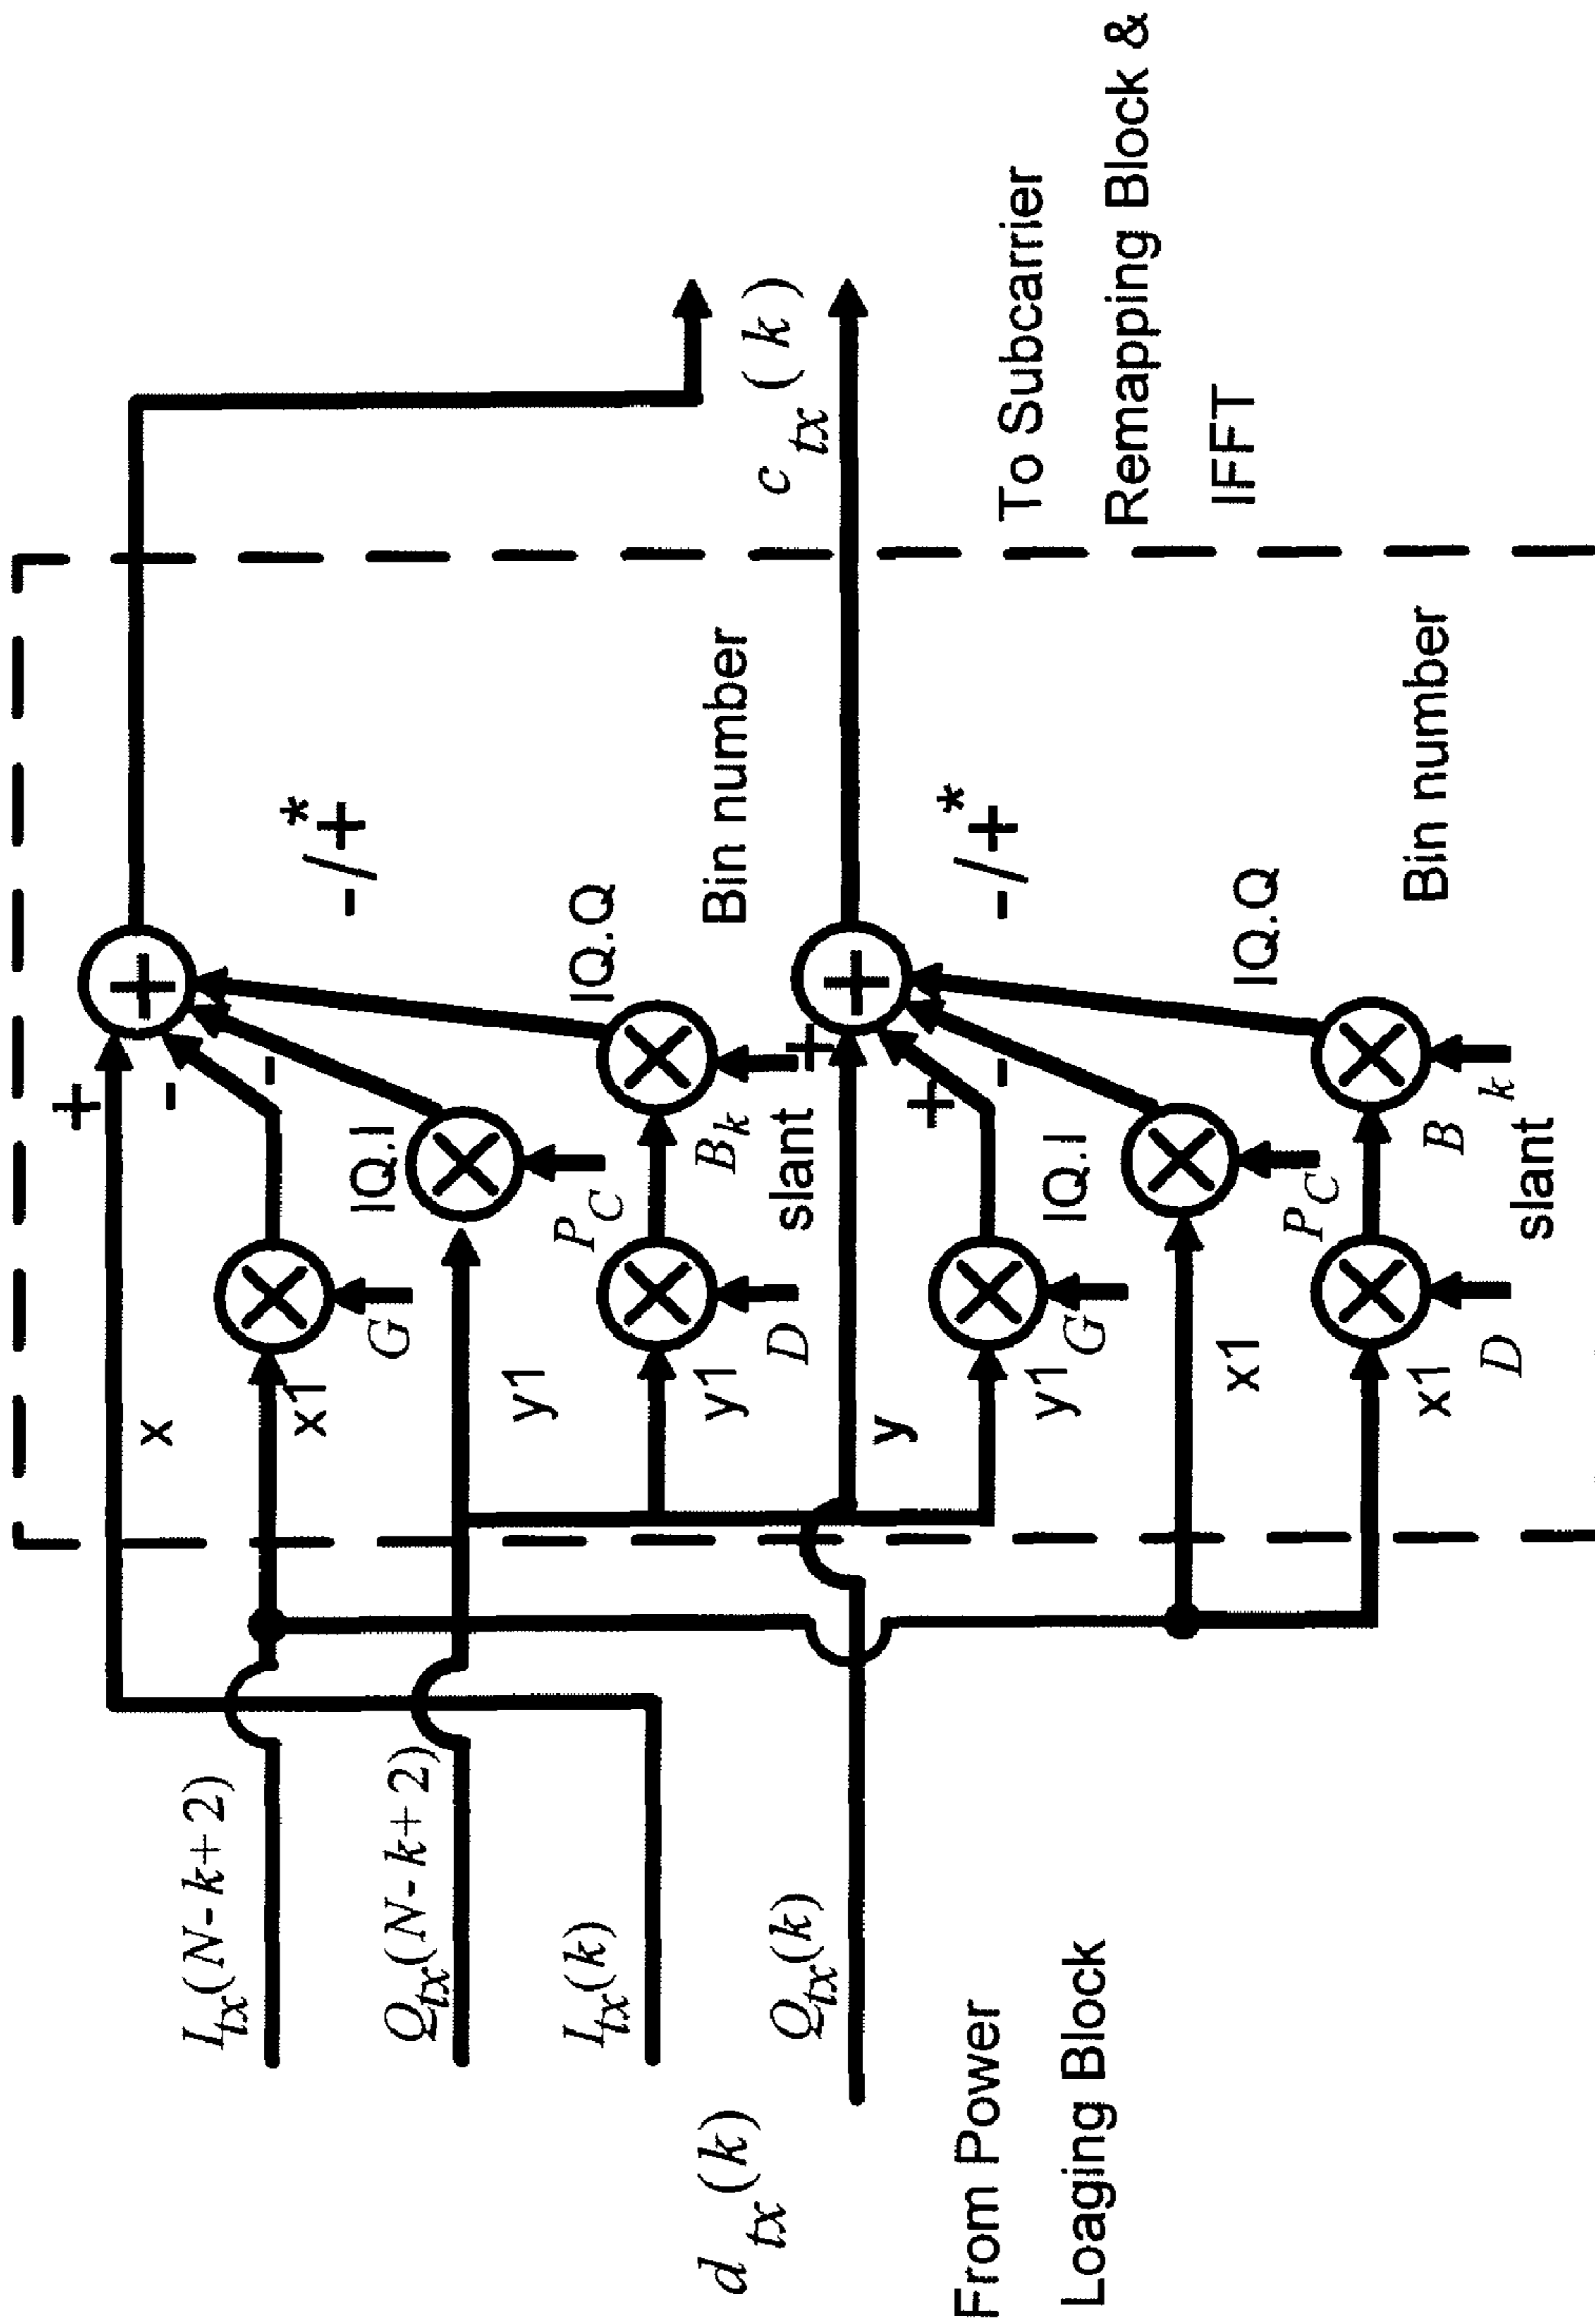 I_tx(N-k+2)
Q_tx(N-k+2)
I_tx(k)
d_tx(k)
Q_tx(k)
From Power
Loaging Block
x
+
x1
-
G
IQ.I
-
y1
P_C
-/+*
IQ.Q
y1
D
B_k
slant
Bin number
y
+
y1
+
G
IQ.I
-
x1
P_C
-/+*
IQ.Q
x1
D
B
k
slant
Bin number
c_tx(k)
To Subcarrier
Remapping Block &
IFFT